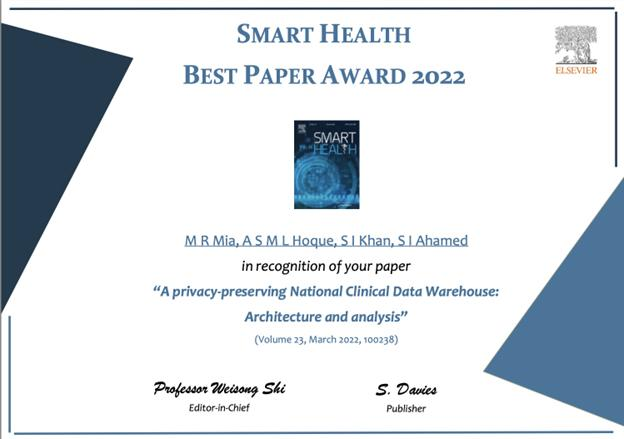 SMART HEALTH
BEST PAPER AWARD 2022
ELSEVIER
SMART
HEALTH
M R Mia, A S M L Hoque, S I Khan, S I Ahamed
in recognition of your paper
“A privacy-preserving National Clinical Data Warehouse:
Architecture and analysis”
(Volume 23, March 2022, 100238)
Professor Weisong Shi
Editor-in-Chief
S. Davies
Publisher